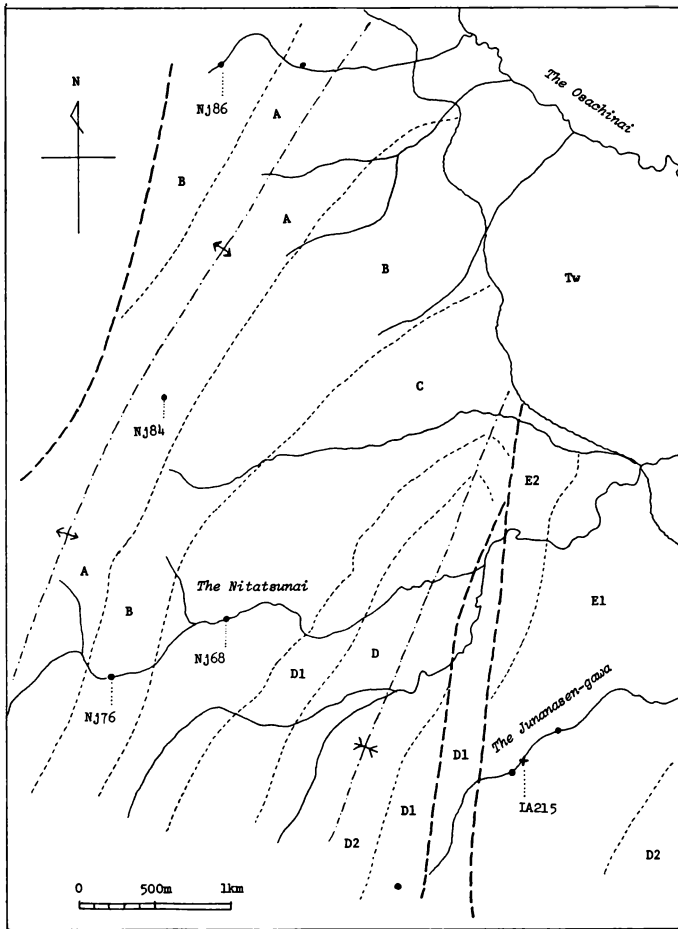 N
Nj86
The Osachinai
A
B
A
B
Tw
C
Nj84
E2
A
B
The Nitatsunai
E1
Nj68
D1
D
Nj76
The Junanasen-gawa
D1
D1
IA215
D2
D2
0 500m 1km